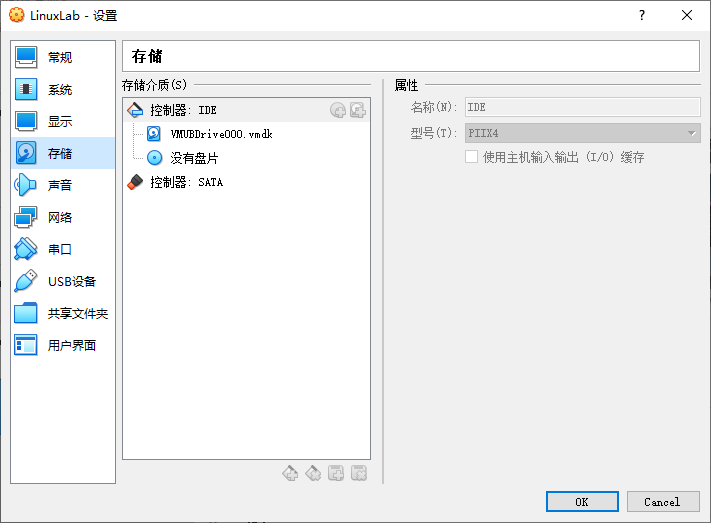 LinuxLab - 设置
常规
系统
显示
存储
声音
网络
串口
USB设备
共享文件夹
用户界面
存储
存储介质(S)
控制器: IDE
VMUBDrive000.vmdk
没有盘片
控制器: SATA
属性
名称(N): IDE
型号(T): PIIX4
使用主机输入输出 (I/O) 缓存
OK
Cancel